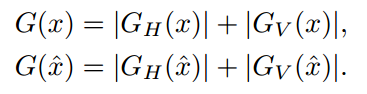 G(x) = |G_H(x)| + |G_V(x)|,
G(x̂) = |G_H(x̂)| + |G_V(x̂)|.